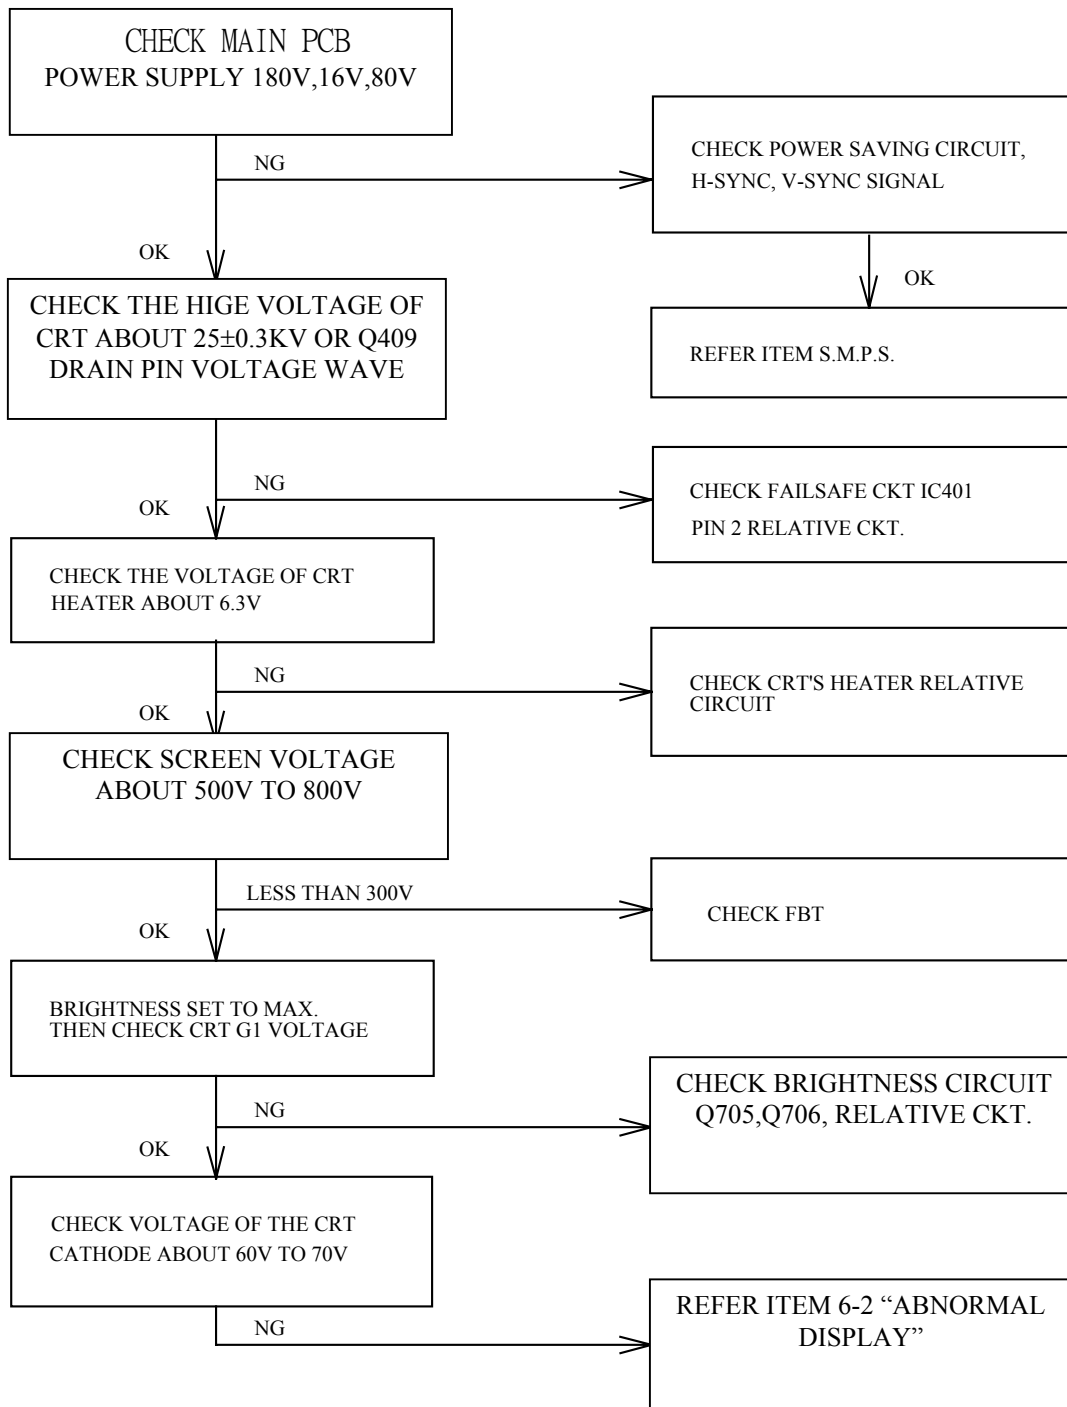 CHECK MAIN PCB
POWER SUPPLY 180V,16V,80V
NG
CHECK POWER SAVING CIRCUIT,
H-SYNC, V-SYNC SIGNAL
OK
OK
CHECK THE HIGE VOLTAGE OF
CRT ABOUT 25±0.3KV OR Q409
DRAIN PIN VOLTAGE WAVE
REFER ITEM S.M.P.S.
NG
OK
CHECK FAILSAFE CKT IC401
PIN 2 RELATIVE CKT.
CHECK THE VOLTAGE OF CRT
HEATER ABOUT 6.3V
NG
OK
CHECK CRT'S HEATER RELATIVE
CIRCUIT
CHECK SCREEN VOLTAGE
ABOUT 500V TO 800V
LESS THAN 300V
OK
CHECK FBT
BRIGHTNESS SET TO MAX.
THEN CHECK CRT G1 VOLTAGE
NG
OK
CHECK BRIGHTNESS CIRCUIT
Q705,Q706, RELATIVE CKT.
CHECK VOLTAGE OF THE CRT
CATHODE ABOUT 60V TO 70V
NG
REFER ITEM 6-2 “ABNORMAL
DISPLAY”